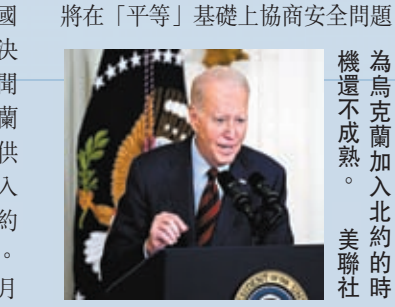 國
決
聞
蘭
供
入
約
。
月
將在「平等」基礎上協商安全問題
為烏克蘭加入北約的時
機還不成熟。 美聯社